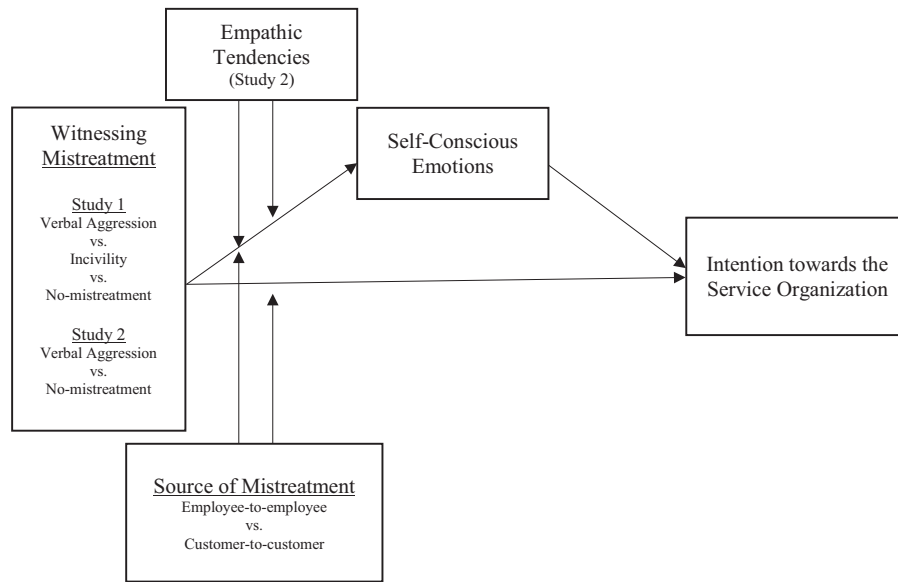 Empathic
Tendencies
(Study 2)
Witnessing
Mistreatment
Study 1
Verbal Aggression
vs.
Incivility
vs.
No-mistreatment
Study 2
Verbal Aggression
vs.
No-mistreatment
Self-Conscious
Emotions
Intention towards the
Service Organization
Source of Mistreatment
Employee-to-employee
vs.
Customer-to-customer